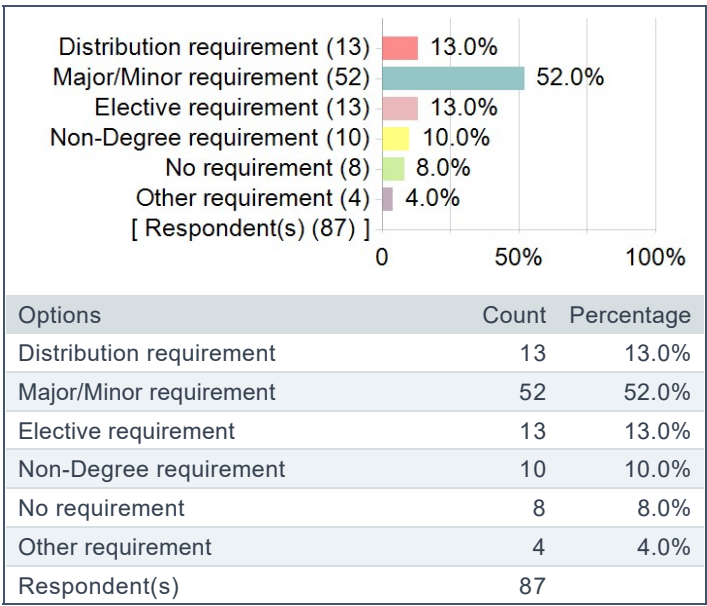 Distribution requirement (13) 13.0%
Major/Minor requirement (52) 52.0%
Elective requirement (13) 13.0%
Non-Degree requirement (10) 10.0%
No requirement (8) 8.0%
Other requirement (4) 4.0%
[ Respondent(s) (87) ]
0 50% 100%
Options Count Percentage
Distribution requirement 13 13.0%
Major/Minor requirement 52 52.0%
Elective requirement 13 13.0%
Non-Degree requirement 10 10.0%
No requirement 8 8.0%
Other requirement 4 4.0%
Respondent(s) 87